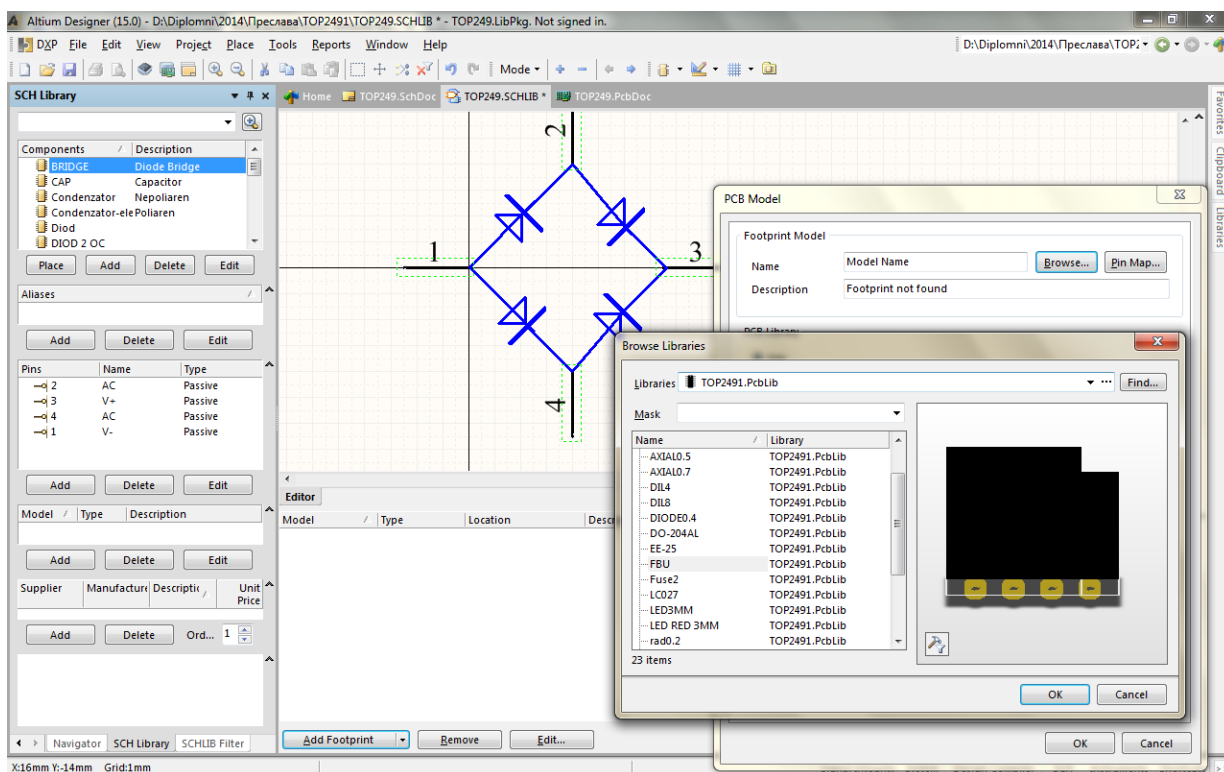 Altium Designer (15.0) - D:\Diplomni\2014\Преслава\TOP2491\TOP249.SCHLIB * - TOP249.LibPkg. Not signed in.
DXP File Edit View Project Place Tools Reports Window Help
D:\Diplomni\2014\Преслава\TOP:
Mode
SCH Library
Home TOP249.SchDoc TOP249.SCHLIB * TOP249.PcbDoc
Favorites
Clipboard
Libraries
Components / Description
BRIDGE Diode Bridge
CAP Capacitor
Condenzator Nepoliaren
Condenzator-ele Poliaren
Diod
DIOD 2 OC
Place Add Delete Edit
Aliases /
Add Delete Edit
Pins Name Type
2 AC Passive
3 V+ Passive
4 AC Passive
1 V- Passive
Add Delete Edit
Model / Type Description
Add Delete Edit
Supplier Manufacture Descriptic / Unit Price
Add Delete Ord... 1
Navigator SCH Library SCHLIB Filter
X:16mm Y:-14mm Grid:1mm
2
1
3
4
Editor
Model / Type Location Descr
Add Footprint Remove Edit...
PCB Model
Footprint Model
Name Model Name Browse... Pin Map...
Description Footprint not found
PCB Library
Browse Libraries
Libraries TOP2491.PcbLib ... Find...
Mask
Name / Library
AXIAL0.5 TOP2491.PcbLib
AXIAL0.7 TOP2491.PcbLib
DIL4 TOP2491.PcbLib
DIL8 TOP2491.PcbLib
DIODE0.4 TOP2491.PcbLib
DO-204AL TOP2491.PcbLib
EE-25 TOP2491.PcbLib
FBU TOP2491.PcbLib
Fuse2 TOP2491.PcbLib
LC027 TOP2491.PcbLib
LED3MM TOP2491.PcbLib
LED RED 3MM TOP2491.PcbLib
rad0.2 TOP2491.PcbLib
23 items
OK Cancel
OK Cancel